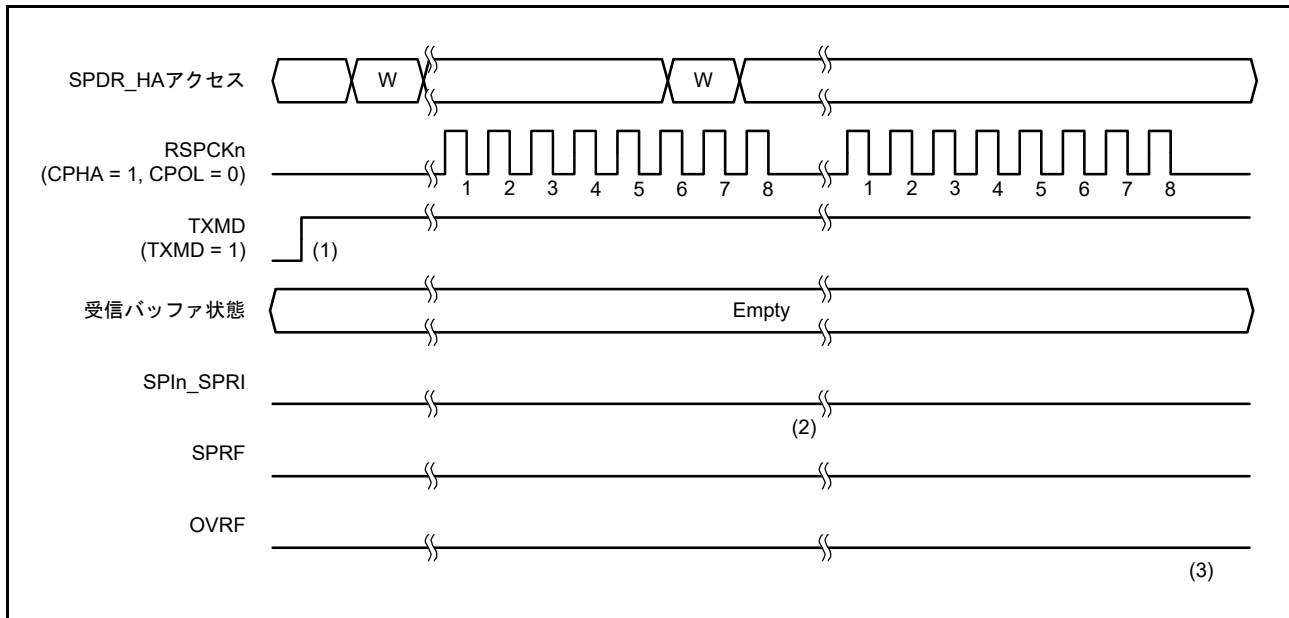 SPDR_HAアクセス
W
W
RSPCKn
(CPHA = 1, CPOL = 0)
1 2 3 4 5 6 7 8
1 2 3 4 5 6 7 8
TXMD
(TXMD = 1)
(1)
受信バッファ状態
Empty
SPIn_SPRI
(2)
SPRF
OVRF
(3)